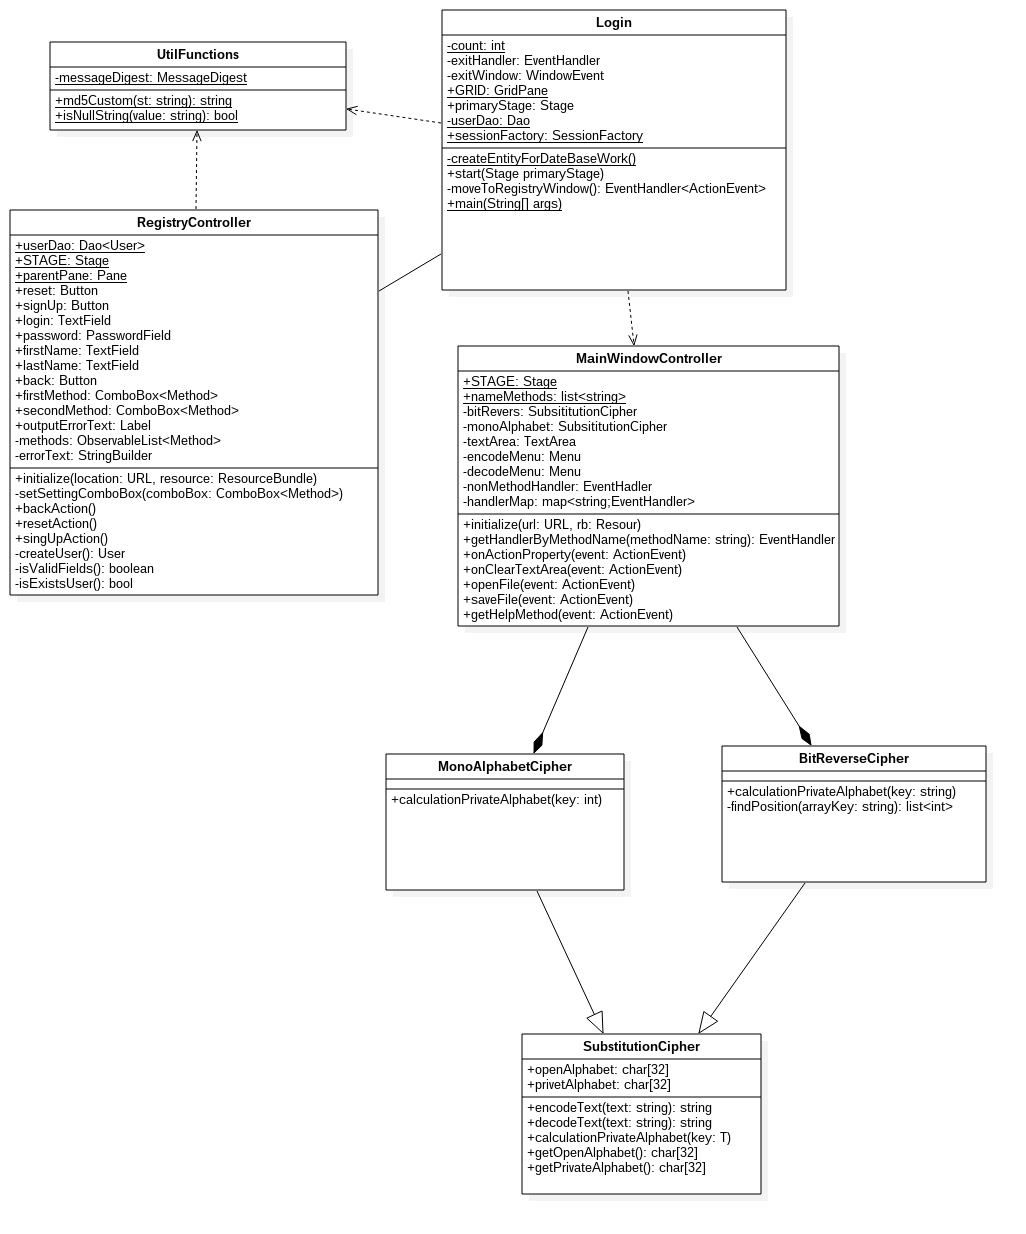 UtilFunctions
-messageDigest: MessageDigest
+md5Custom(st: string): string
+isNullString(value: string): bool
Login
-count: int
-exitHandler: EventHandler
-exitWindow: WindowEvent
+GRID: GridPane
+primaryStage: Stage
-userDao: Dao
+sessionFactory: SessionFactory
-createEntityForDateBaseWork()
+start(Stage primaryStage)
-moveToRegistryWindow(): EventHandler<ActionEvent>
+main(String[] args)
RegistryController
+userDao: Dao<User>
+STAGE: Stage
+parentPane: Pane
+reset: Button
+signUp: Button
+login: TextField
+password: PasswordField
+firstName: TextField
+lastName: TextField
+back: Button
+firstMethod: ComboBox<Method>
+secondMethod: ComboBox<Method>
+outputErrorText: Label
-methods: ObservableList<Method>
-errorText: StringBuilder
+initialize(location: URL, resource: ResourceBundle)
-setSettingComboBox(comboBox: ComboBox<Method>)
+backAction()
+resetAction()
+singUpAction()
-createUser(): User
-isValidFields(): boolean
-isExistsUser(): bool
MainWindowController
+STAGE: Stage
+nameMethods: list<string>
-bitRevers: SubsititutionCipher
-monoAlphabet: SubsititutionCipher
-textArea: TextArea
-encodeMenu: Menu
-decodeMenu: Menu
-nonMethodHandler: EventHadler
-handlerMap: map<string;EventHandler>
+initialize(url: URL, rb: Resour)
+getHandlerByMethodName(methodName: string): EventHandler
+onActionProperty(event: ActionEvent)
+onClearTextArea(event: ActionEvent)
+openFile(event: ActionEvent)
+saveFile(event: ActionEvent)
+getHelpMethod(event: ActionEvent)
MonoAlphabetCipher
+calculationPrivateAlphabet(key: int)
BitReverseCipher
+calculationPrivateAlphabet(key: string)
-findPosition(arrayKey: string): list<int>
SubstitutionCipher
+openAlphabet: char[32]
+privetAlphabet: char[32]
+encodeText(text: string): string
+decodeText(text: string): string
+calculationPrivateAlphabet(key: T)
+getOpenAlphabet(): char[32]
+getPrivateAlphabet(): char[32]